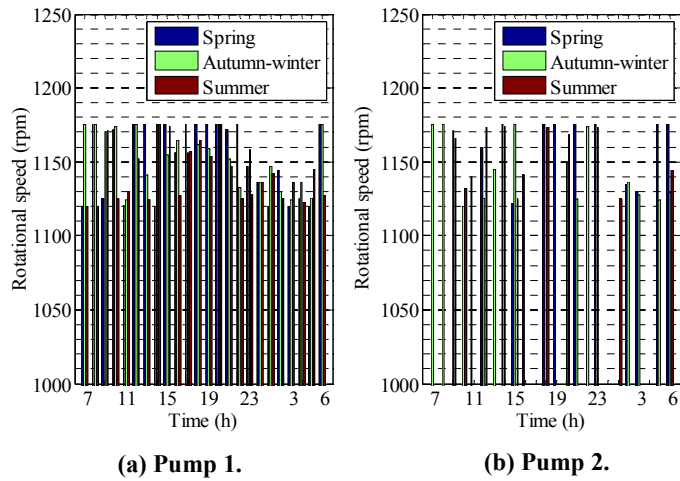 1250
1200
1150
1100
1050
1000
Rotational speed (rpm)
Spring
Autumn-winter
Summer
7 11 15 19 23 3 6
Time (h)
(a) Pump 1.
1250
1200
1150
1100
1050
1000
Rotational speed (rpm)
Spring
Autumn-winter
Summer
7 11 15 19 23 3 6
Time (h)
(b) Pump 2.